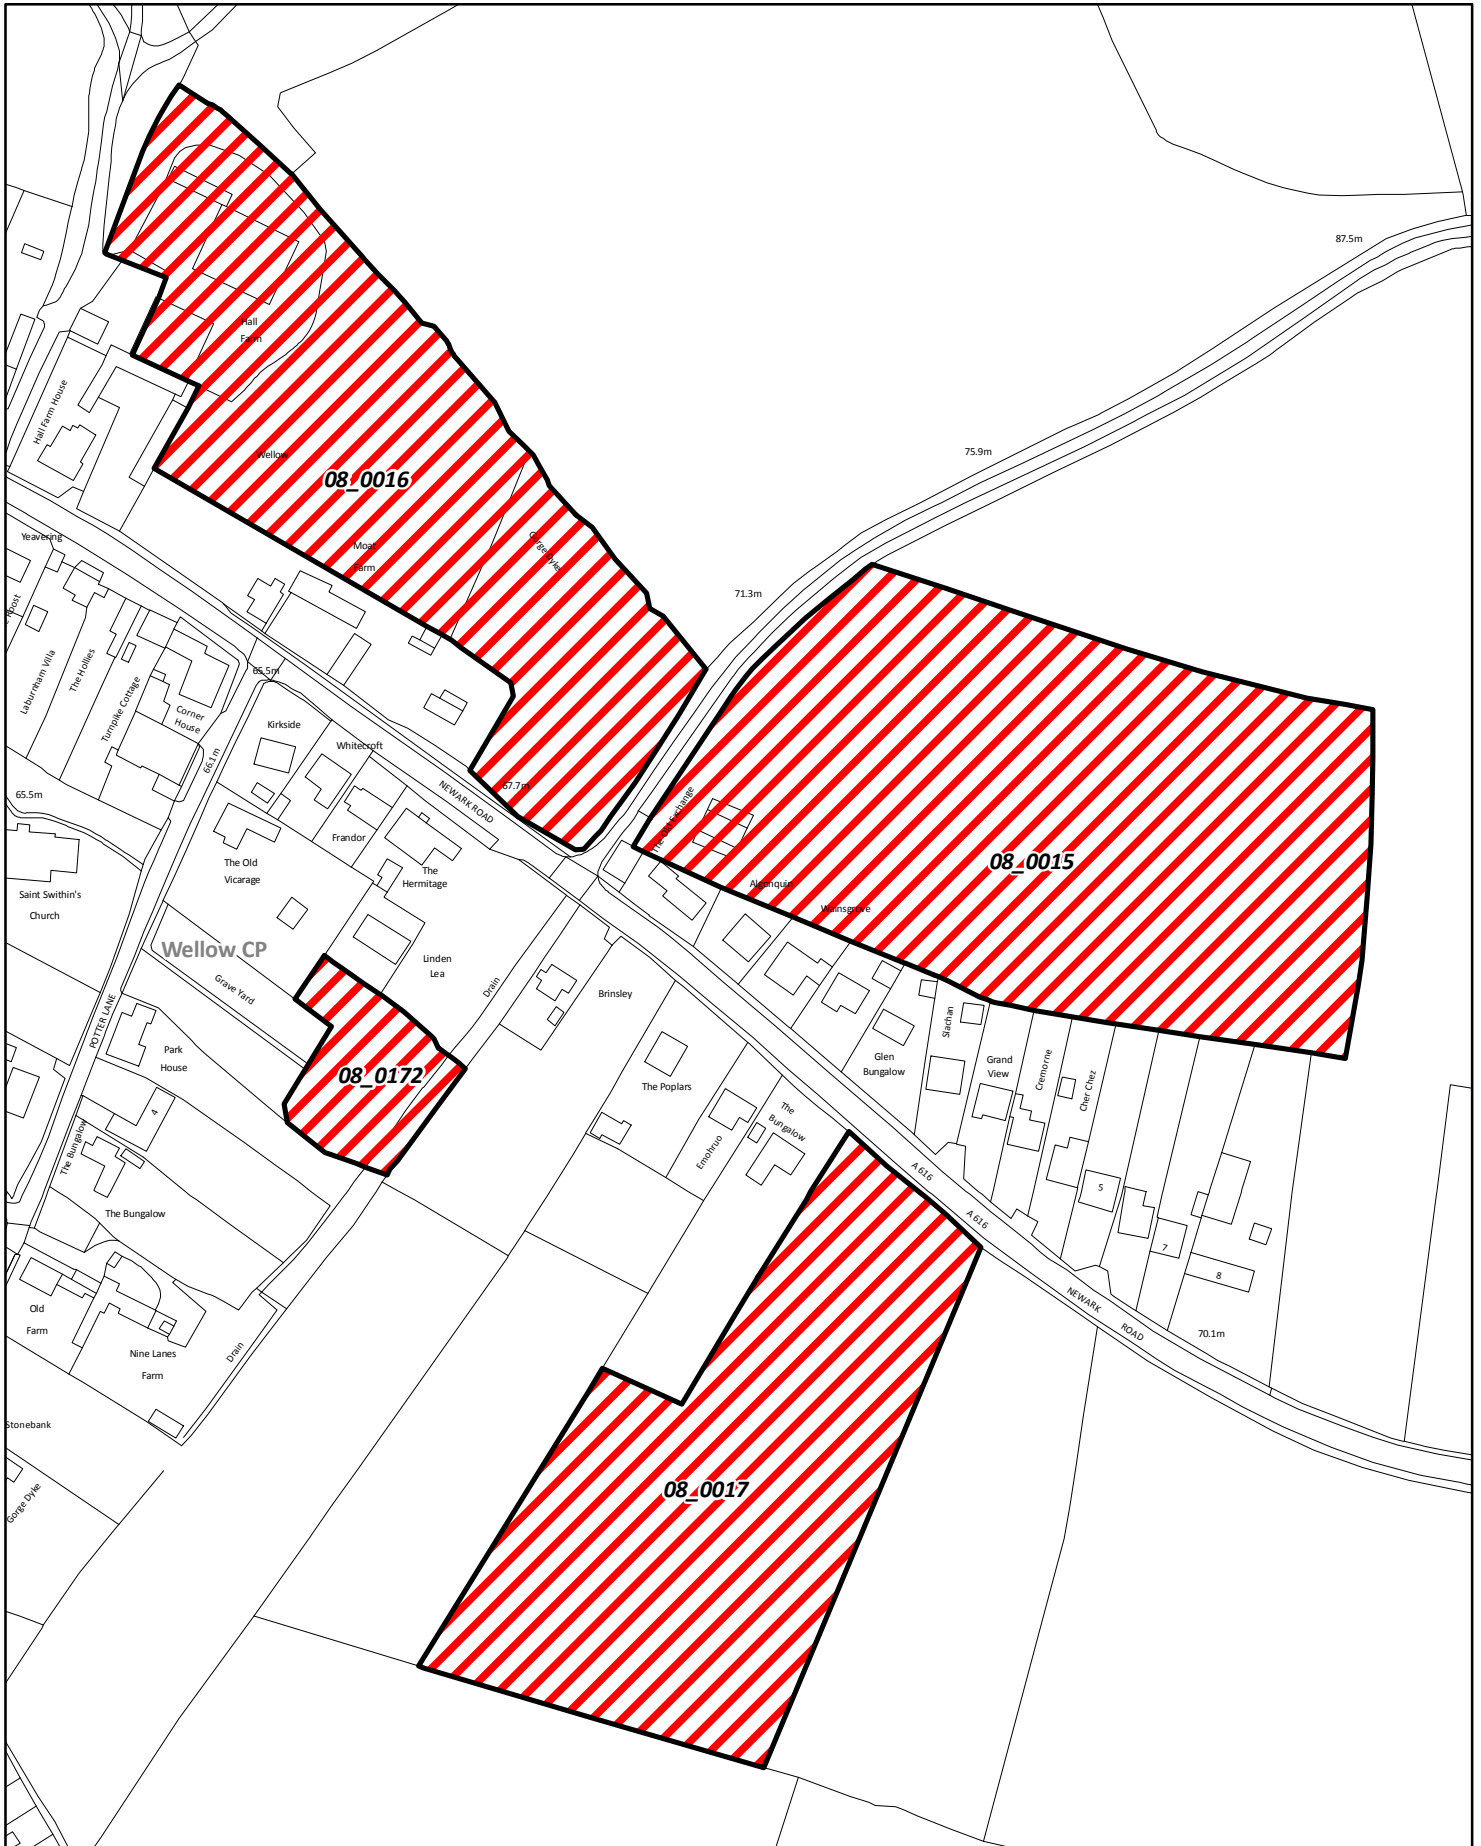 87.5m
Hall
Farm
Hall Farm House
75.9m
Wellow
08_0016
Yeavering
Moat
Farm
Gorge Dyke
71.3m
Laburnham Villa
The Hollies
Turnpike Cottage
Corner
House
65.5m
Kirkside
Whitecroft
66.1m
65.5m
NEWARK ROAD
67.7m
The Old Exchange
Frandor
The Old
Vicarage
The
Hermitage
08_0015
Algonquin
Wainsgrove
Saint Swithin's
Church
Wellow CP
Linden
Lea
Grave Yard
Drain
Brinsley
POTTER LANE
Park
House
08_0172
The Poplars
Slachan
Glen
Bungalow
Grand
View
Cremorne
Cher Chez
4
The Bungalow
The
Bungalow
Emohruo
The Bungalow
A 616
A 616
5
7
8
Old
Farm
Nine Lanes
Farm
Drain
NEWARK
ROAD
70.1m
Stonebank
Gorge Dyke
08_0017